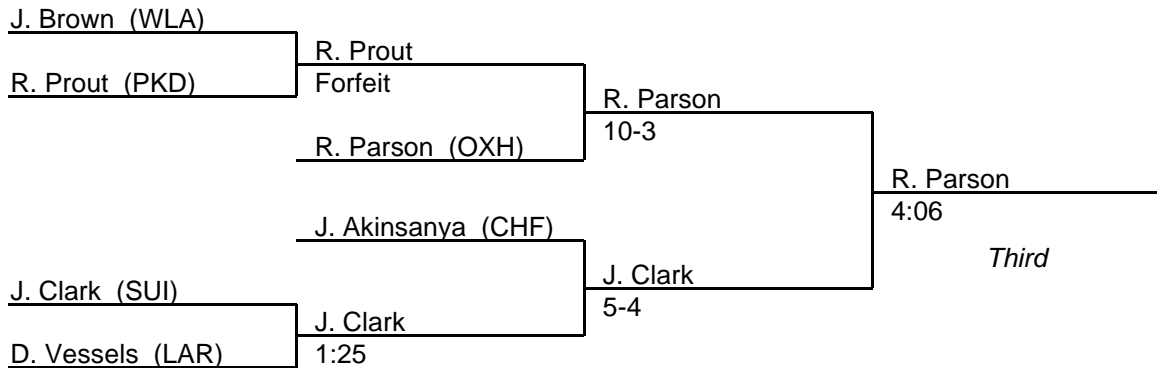 J. Brown (WLA)
R. Prout
R. Prout (PKD)
Forfeit
R. Parson
10-3
R. Parson (OXH)
R. Parson
4:06
J. Akinsanya (CHF)
Third
J. Clark
J. Clark (SUI)
5-4
J. Clark
D. Vessels (LAR)
1:25